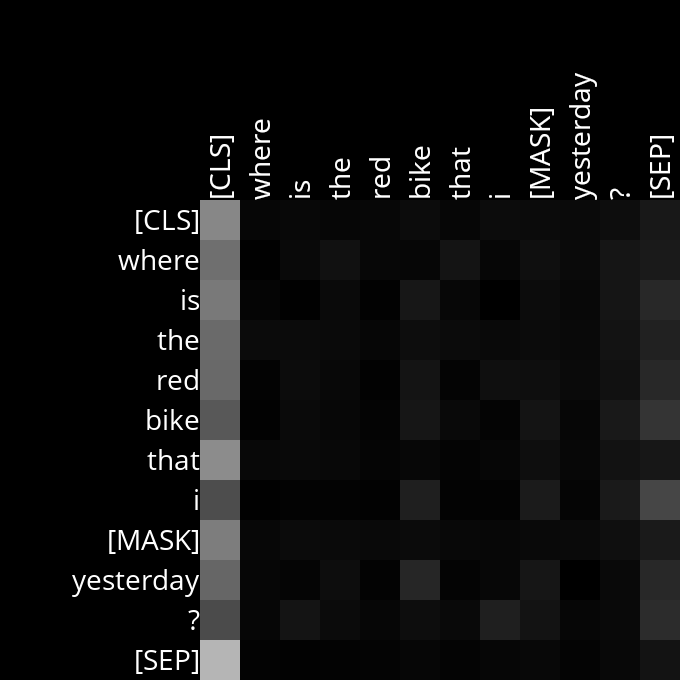 [CLS] where is the red bike that i [MASK] yesterday ? [SEP]
[CLS]
where
is
the
red
bike
that
i
[MASK]
yesterday
?
[SEP]